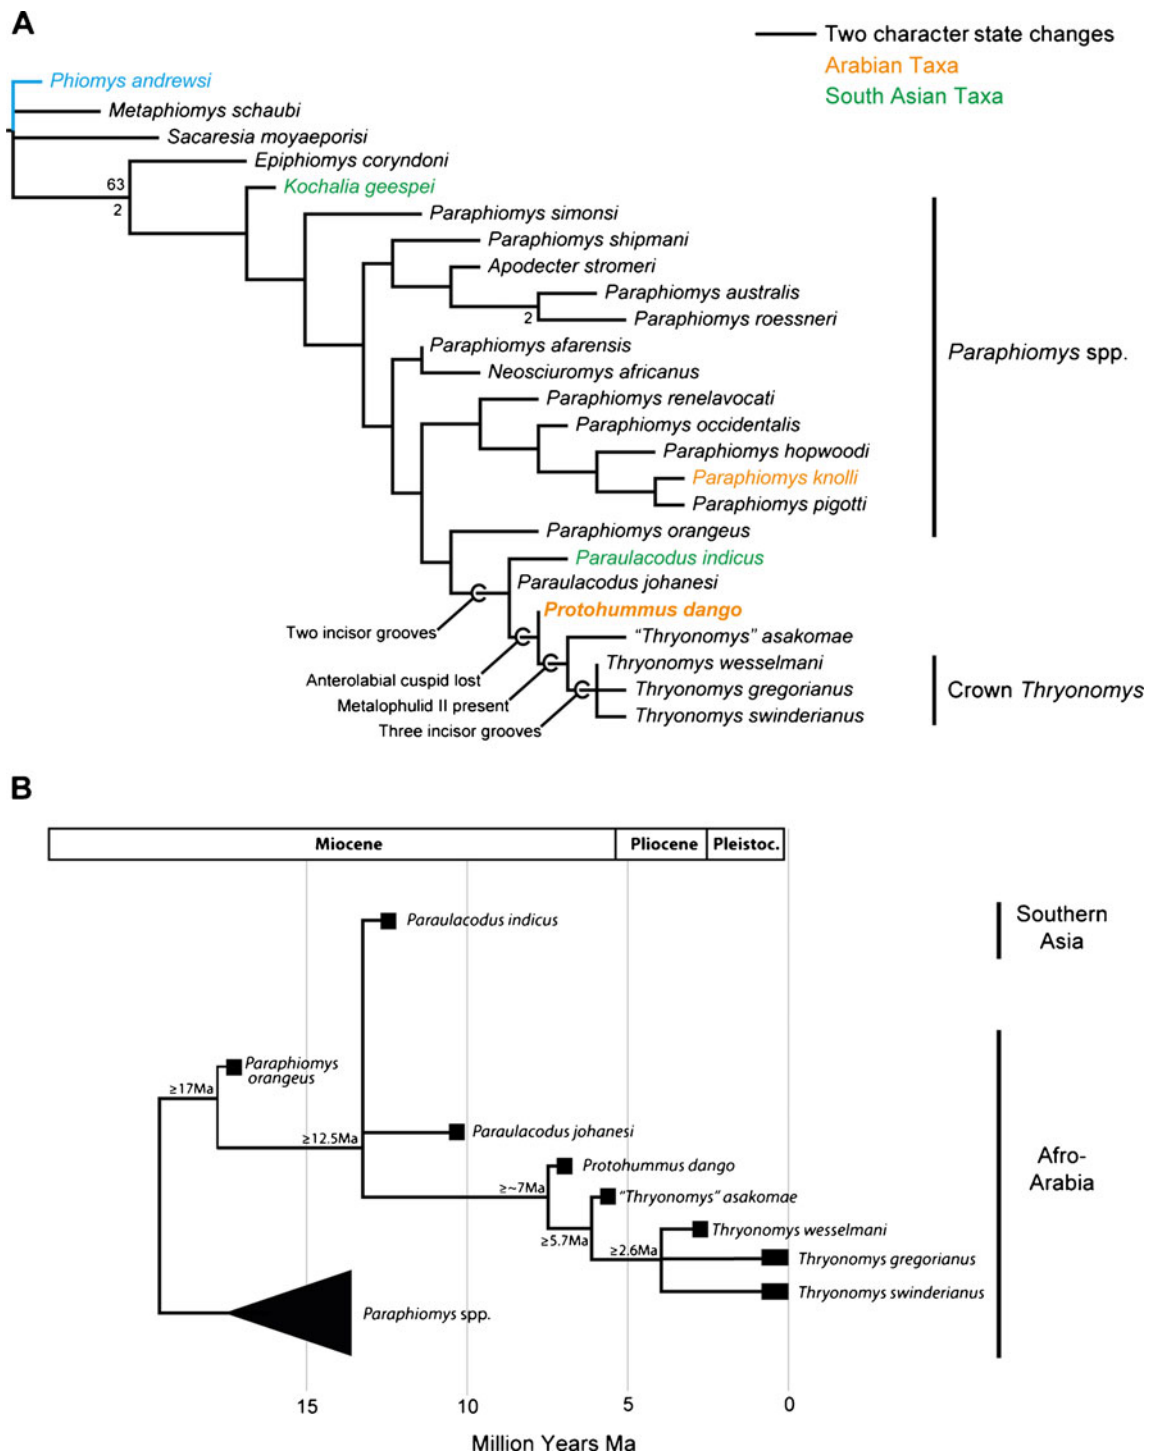 A
Two character state changes
Arabian Taxa
South Asian Taxa
Phiomys andrewsi
Metaphiomys schaubi
Sacaresia moyaeporisi
Epiphiomys coryndoni
63
Kochalia geespei
2
Paraphiomys simonsi
Paraphiomys shipmani
Apodecter stromeri
Paraphiomys australis
2
Paraphiomys roessneri
Paraphiomys afarensis
Paraphiomys spp.
Neosciuromys africanus
Paraphiomys renelavocati
Paraphiomys occidentalis
Paraphiomys hopwoodi
Paraphiomys knolli
Paraphiomys pigotti
Paraphiomys orangeus
Paraulacodus indicus
Paraulacodus johanesi
Protohummus dango
Two incisor grooves
"Thryonomys" asakomae
Thryonomys wesselmani
Anterolabial cuspid lost
Thryonomys gregorianus
Crown Thryonomys
Metalophulid II present
Thryonomys swinderianus
Three incisor grooves
B
Miocene
Pliocene
Pleistoc.
Paraulacodus indicus
Southern
Asia
Paraphiomys
orangeus
≥17Ma
≥12.5Ma
Paraulacodus johanesi
Protohummus dango
Afro-
Arabia
≥~7Ma
"Thryonomys" asakomae
Thryonomys wesselmani
≥5.7Ma
≥2.6Ma
Thryonomys gregorianus
Thryonomys swinderianus
Paraphiomys spp.
15
10
5
0
Million Years Ma